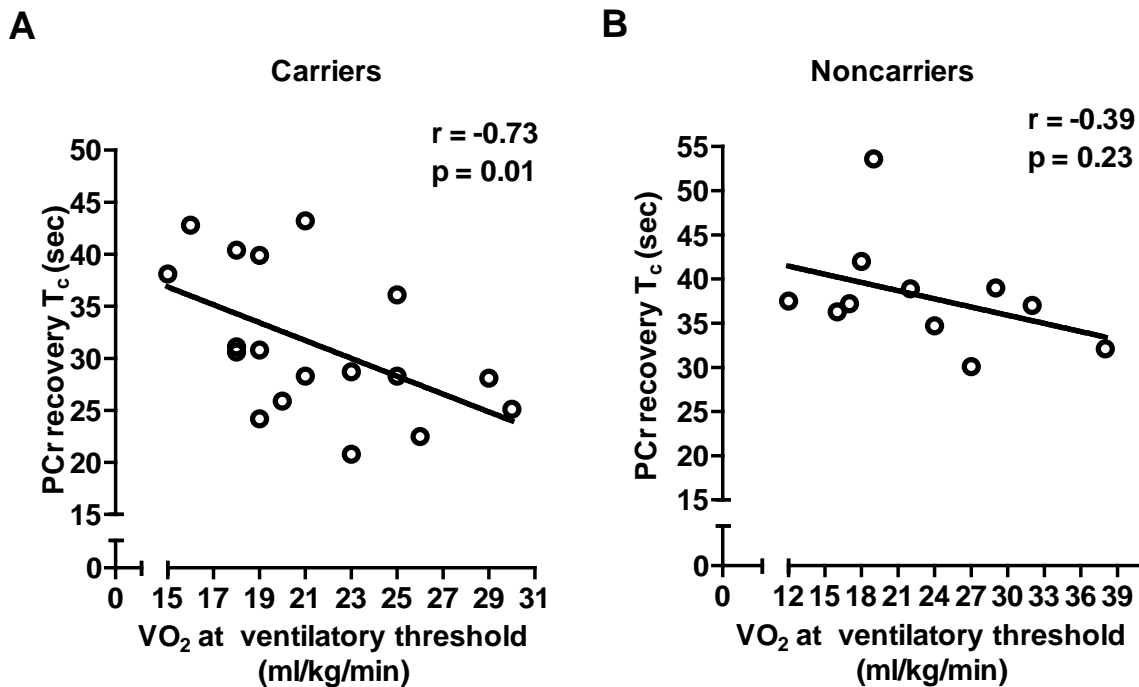 A
Carriers
r = -0.73
p = 0.01
50
45
40
35
30
25
20
15
0
PCr recovery Tc (sec)
0 15 17 19 21 23 25 27 29 31
VO2 at ventilatory threshold
(ml/kg/min)
B
Noncarriers
r = -0.39
p = 0.23
55
50
45
40
35
30
25
20
15
0
PCr recovery Tc (sec)
0 12 15 18 21 24 27 30 33 36 39
VO2 at ventilatory threshold
(ml/kg/min)